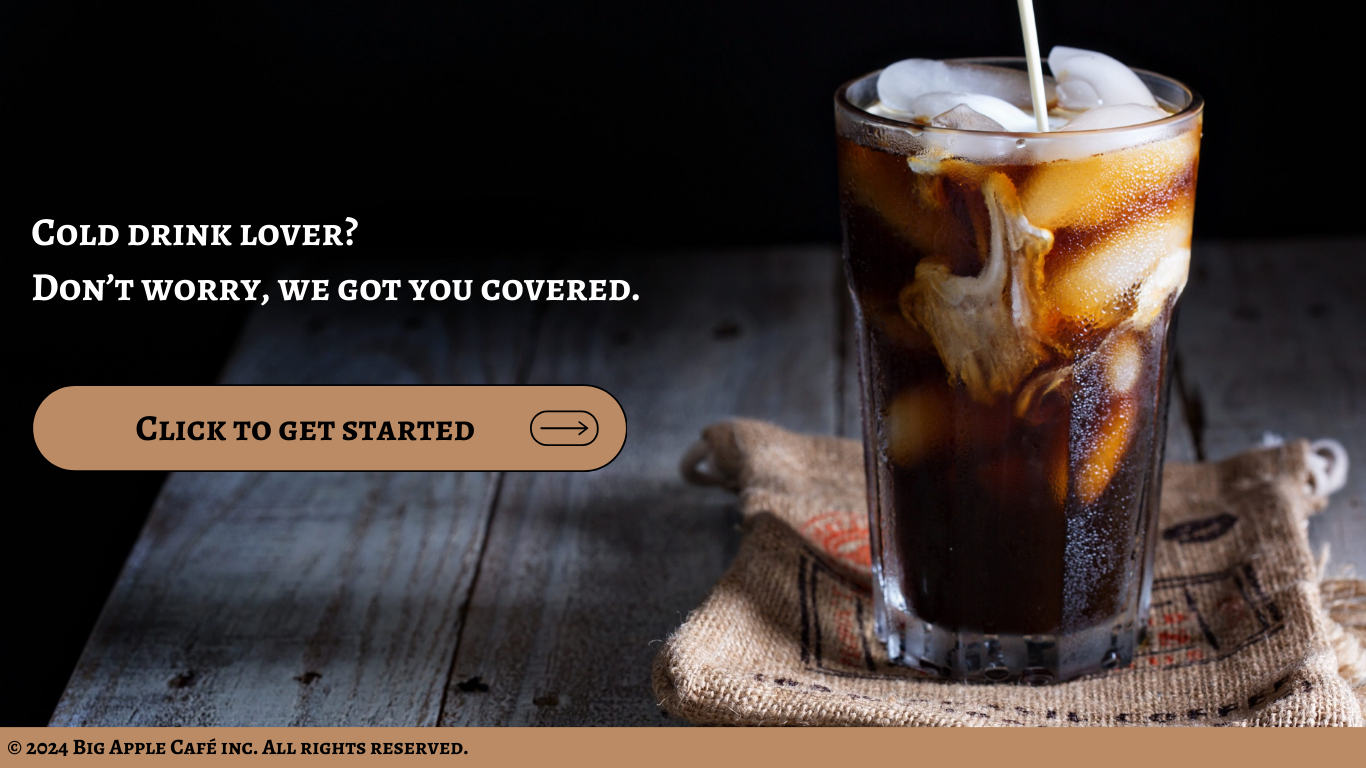 Cold drink lover?
Don’t worry, we got you covered.
Click to get started
© 2024 Big Apple Café inc. All rights reserved.